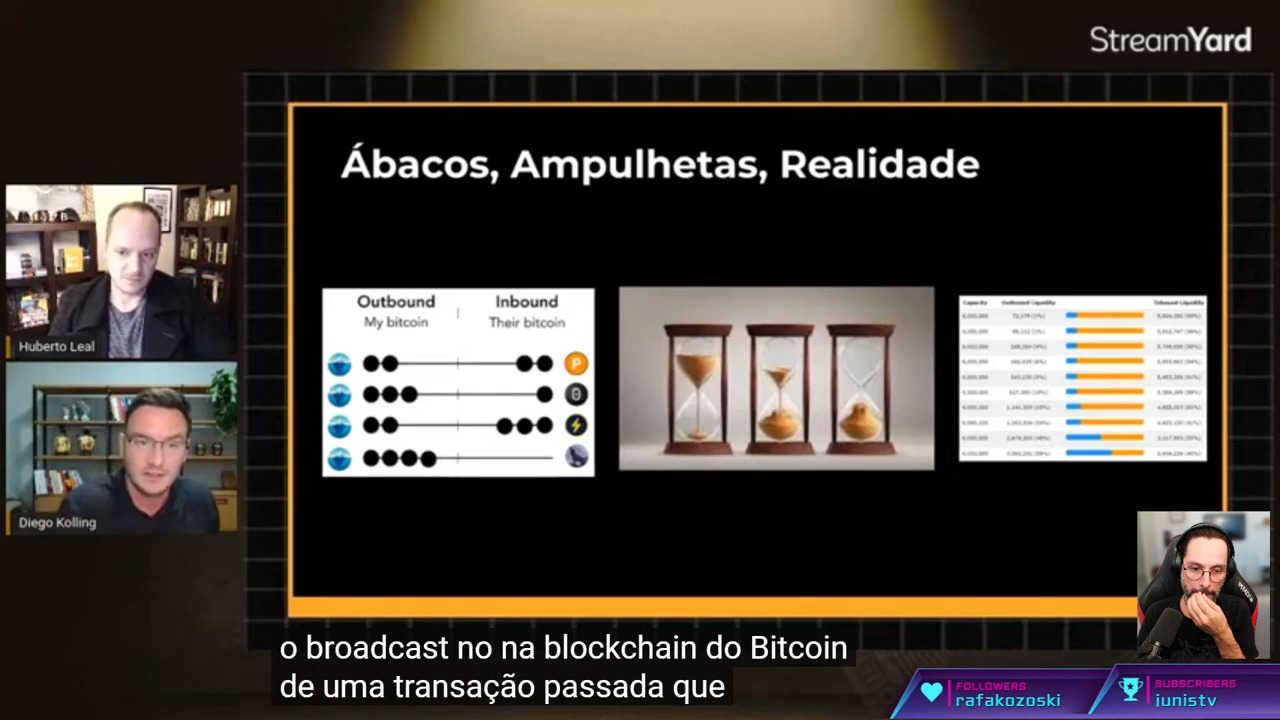 StreamYard
Ábacos, Ampulhetas, Realidade
Outbound
My bitcoin
Inbound
Their bitcoin
Capacity
Outbound Liquidity
Inbound Liquidity
Huberto Leal
Diego Kolling
o broadcast no na blockchain do Bitcoin
de uma transação passada que
FOLLOWERS
rafakozoski
SUBSCRIBERS
junistv